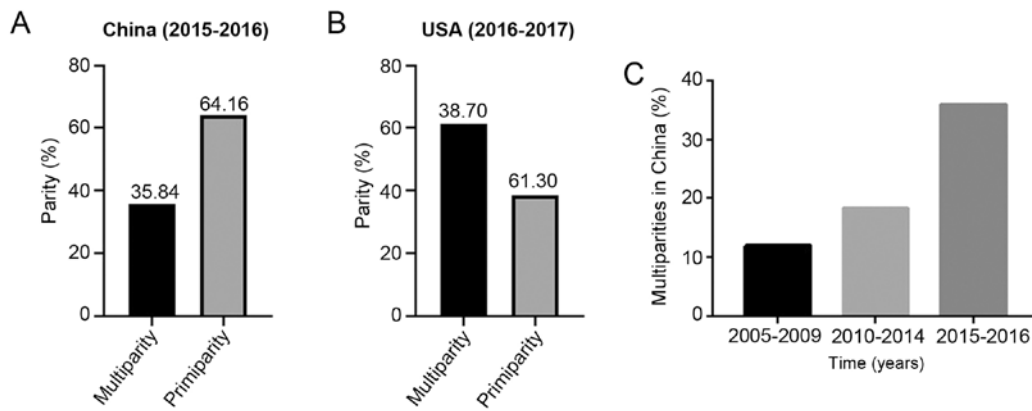 A
China (2015-2016)
Parity (%)
80
60
40
20
0
35.84
64.16
Multiparity
Primiparity
B
USA (2016-2017)
Parity (%)
80
60
40
20
0
38.70
61.30
Multiparity
Primiparity
C
Multiparities in China (%)
40
30
20
10
0
2005-2009
2010-2014
2015-2016
Time (years)